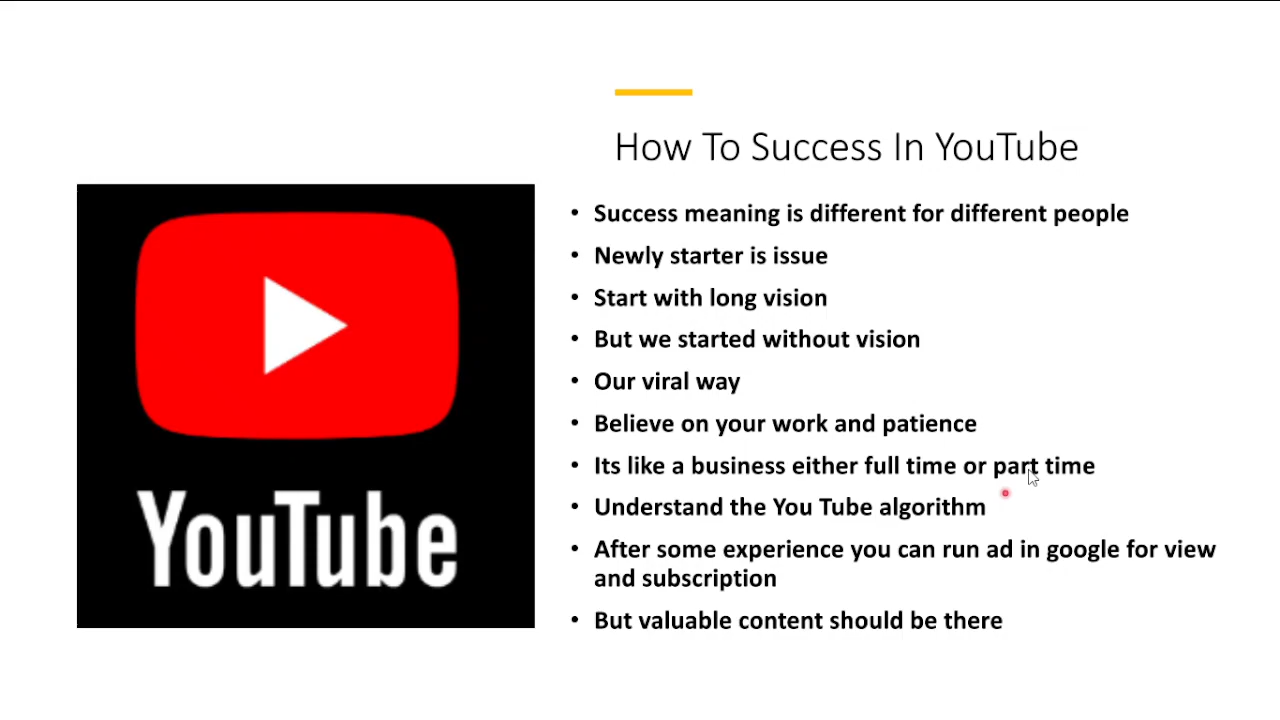 How To Success In YouTube
• Success meaning is different for different people
• Newly starter is issue
• Start with long vision
• But we started without vision
• Our viral way
• Believe on your work and patience
• Its like a business either full time or part time
• Understand the You Tube algorithm
• After some experience you can run ad in google for view
and subscription
• But valuable content should be there
YouTube